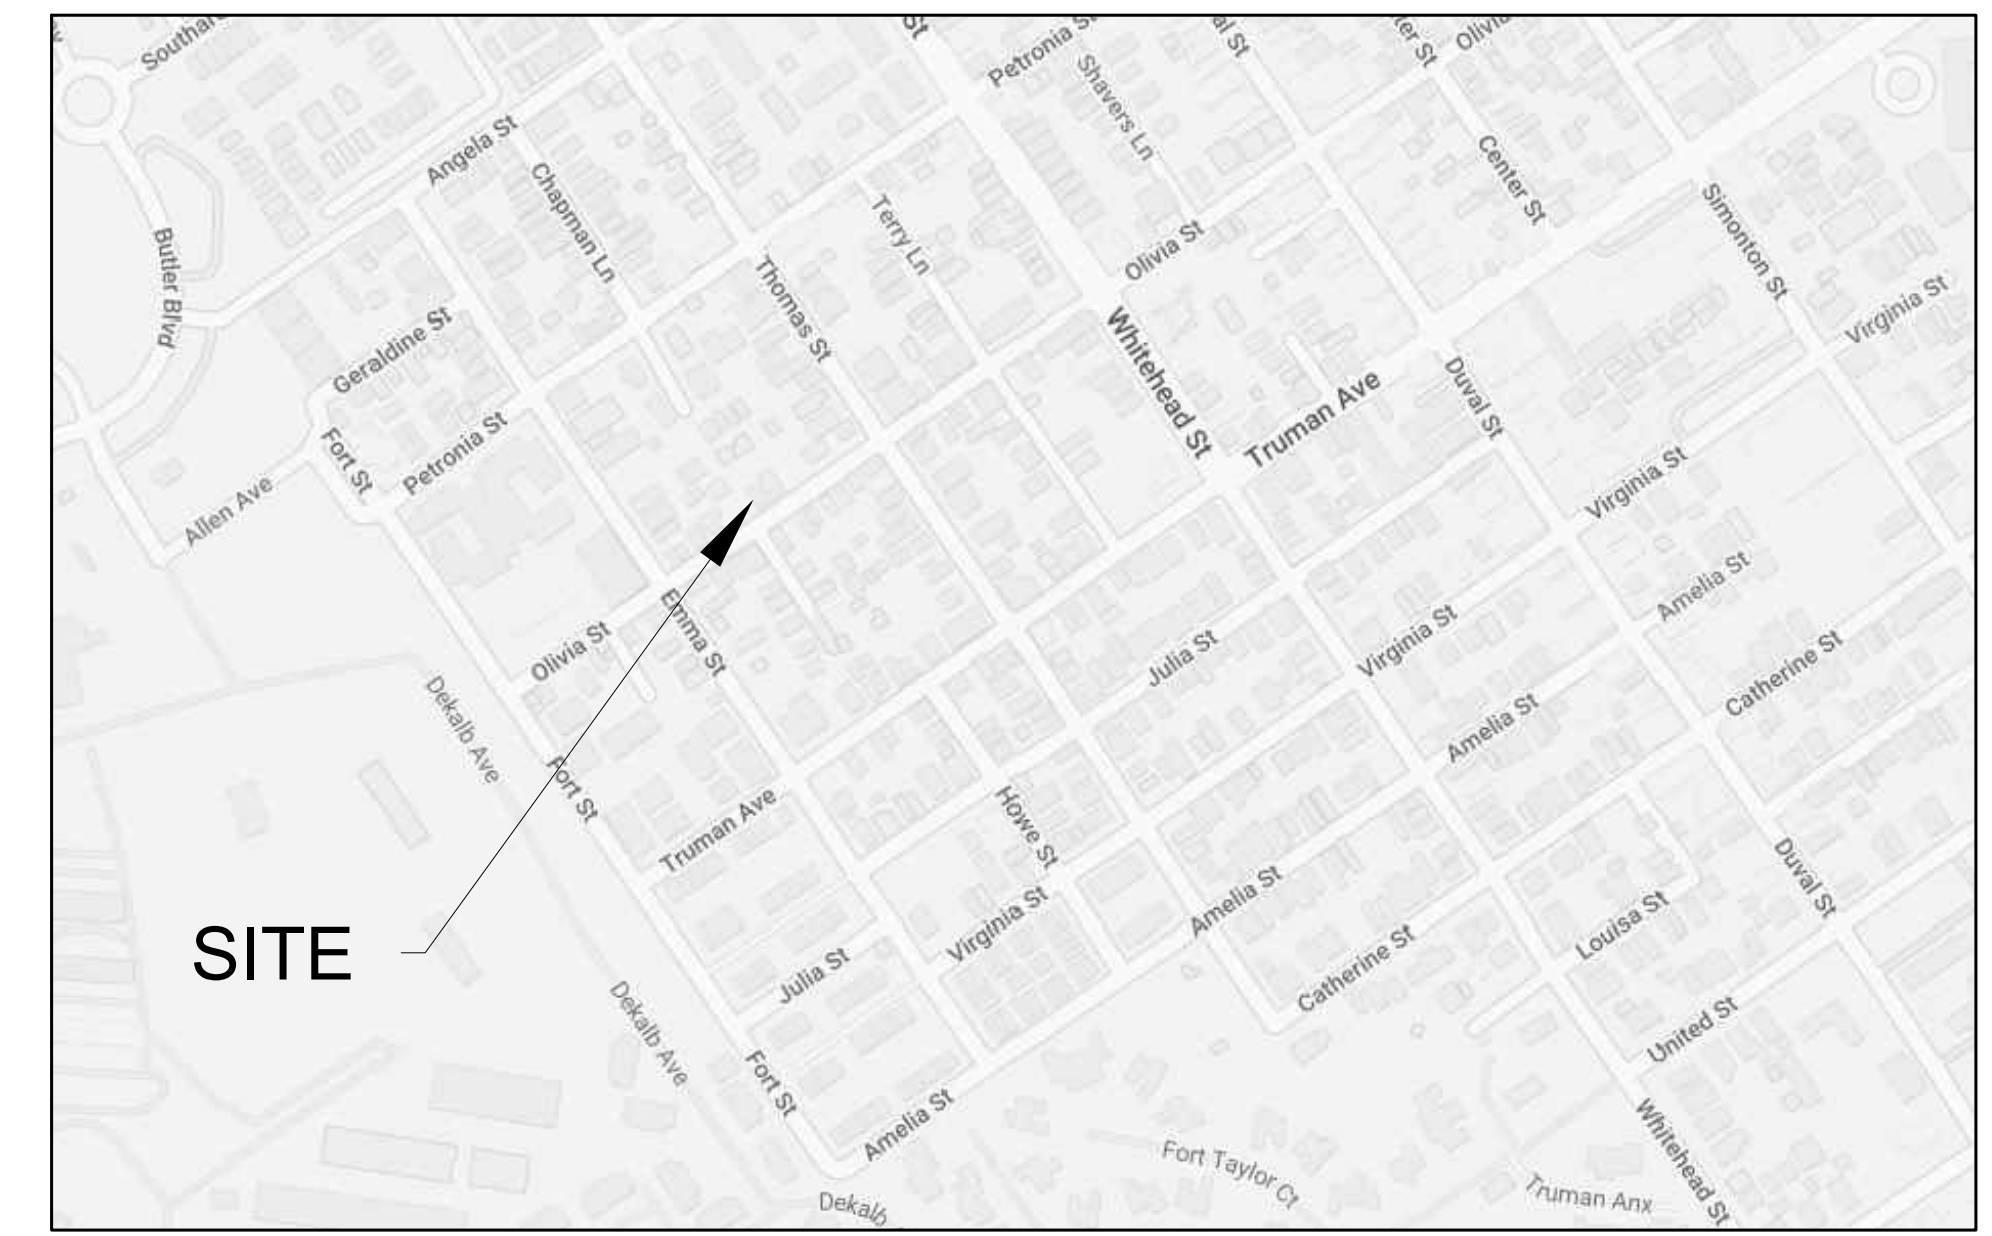 St
Petronia St
Olivia
Southar
Shavers Ln
Angela St
Center St
Chapman Ln
Terry Ln
Simonton St
Butler Blvd
Olivia St
Thomas St
Virginia St
Geraldine St
Whitehead St
Truman Ave
Duval St
Fort St
Petronia St
Allen Ave
Virginia St
Amelia St
Emma St
Olivia St
Julia St
Virginia St
Catherine St
Dekalb Ave
Amelia St
Fort St
Truman Ave
Howe St
Duval St
Amelia St
Virginia St
Louisa St
SITE
Catherine St
Julia St
Dekalb Ave
United St
Fort St
Amelia St
Whitehead St
Fort Taylor Ct
Truman Anx
Dekalb